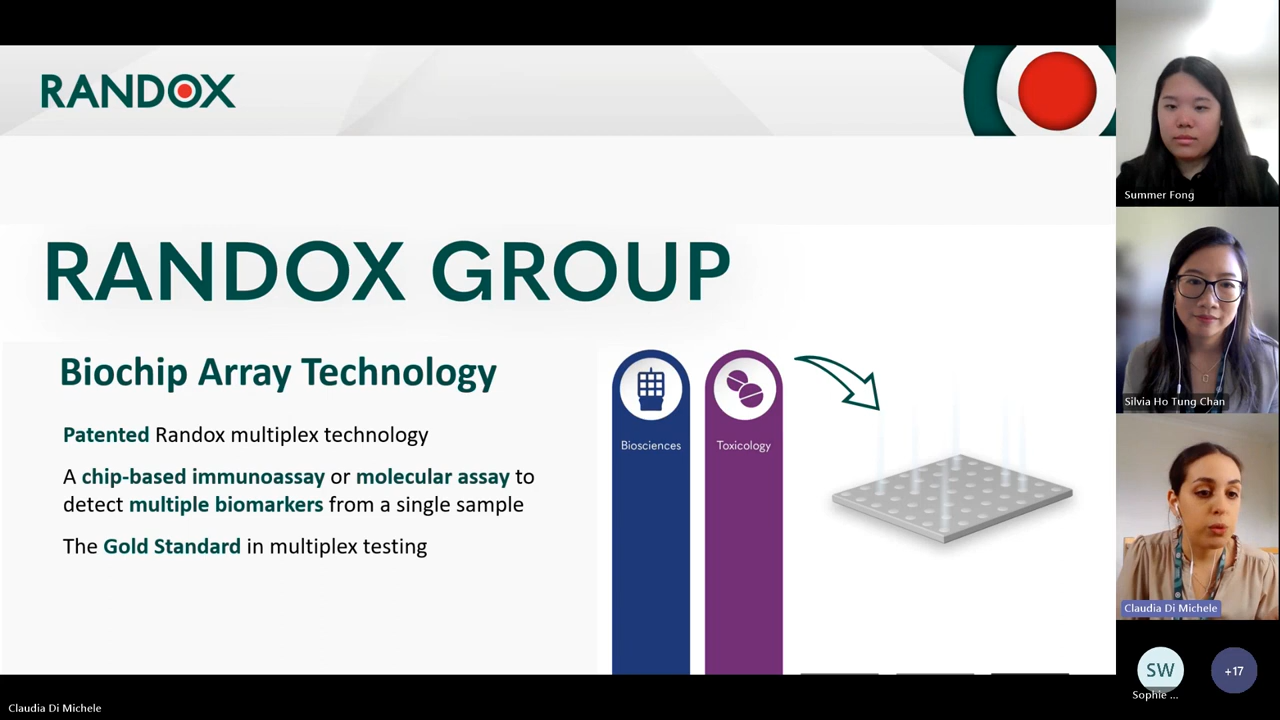 RANDOX
RANDOX GROUP
Biochip Array Technology
Patented Randox multiplex technology
A chip-based immunoassay or molecular assay to
detect multiple biomarkers from a single sample
The Gold Standard in multiplex testing
Biosciences
Toxicology
Summer Fong
Silvia Ho Tung Chan
Claudia Di Michele
SW
+17
Sophie ...
Claudia Di Michele